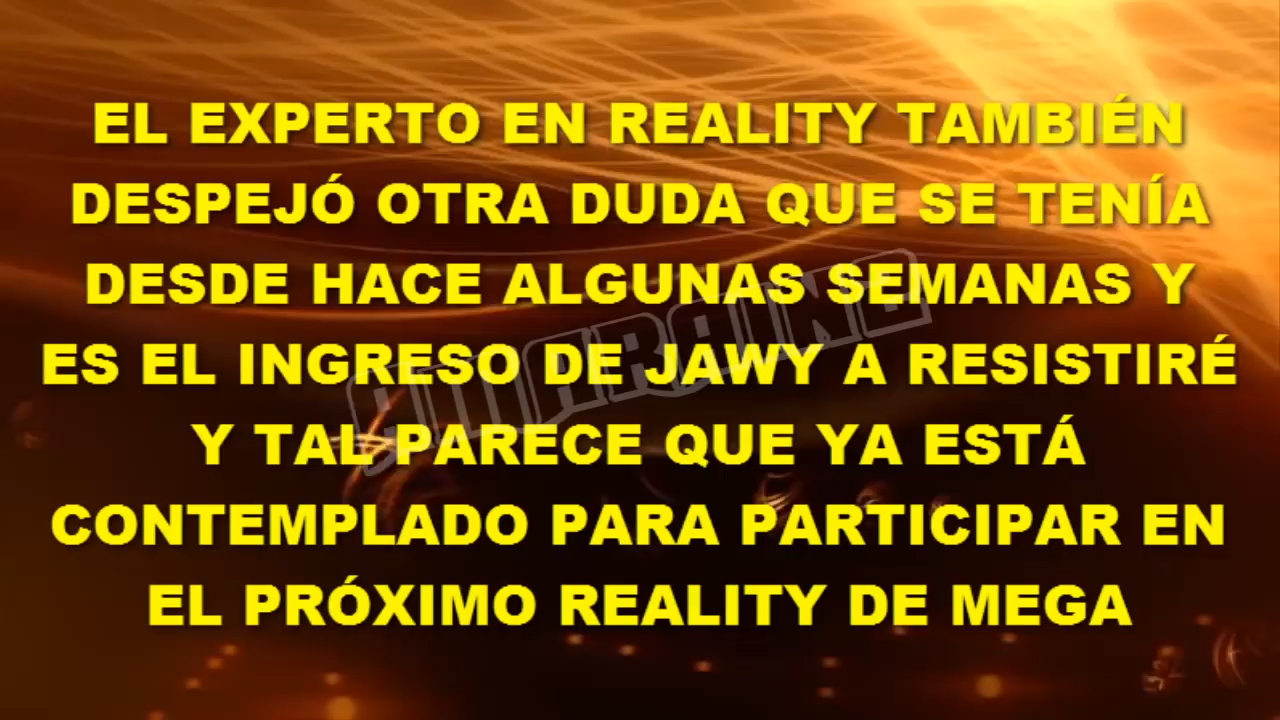 EL EXPERTO EN REALITY TAMBIÉN
DESPEJÓ OTRA DUDA QUE SE TENÍA
DESDE HACE ALGUNAS SEMANAS Y
ES EL INGRESO DE JAWY A RESISTIRÉ
Y TAL PARECE QUE YA ESTÁ
CONTEMPLADO PARA PARTICIPAR EN
EL PRÓXIMO REALITY DE MEGA